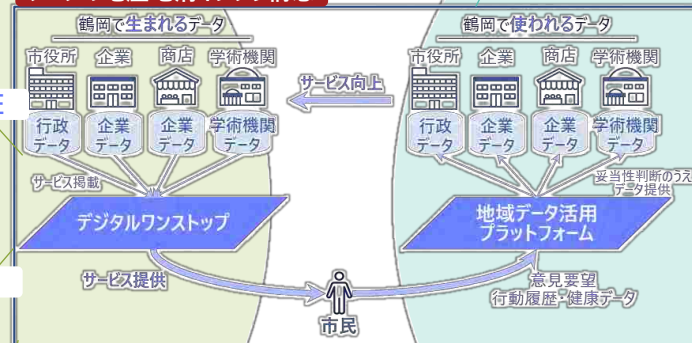 鶴岡で生まれるデータ
市役所 企業 商店 学術機関
行政データ
企業データ
企業データ
学術機関データ
サービス掲載
デジタルワンストップ
サービス提供
サービス向上
市民
鶴岡で使われるデータ
市役所 企業 商店 学術機関
行政データ
企業データ
企業データ
学術機関データ
妥当性判断のうえ
データ提供
地域データ活用
プラットフォーム
意見要望
行動履歴・健康データ